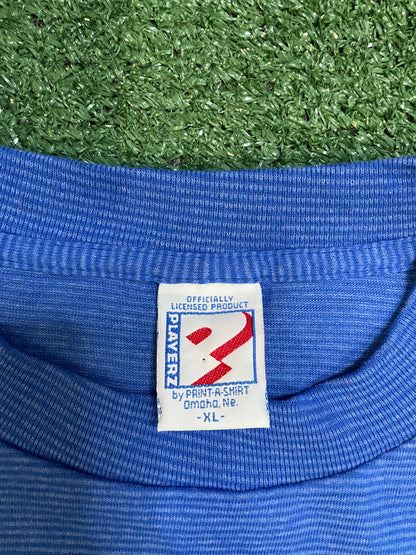 OFFICIALLY
LICENSED PRODUCT
PLAYERZ
by PRINT-A-SHIRT
Omaha, Ne.
-XL-